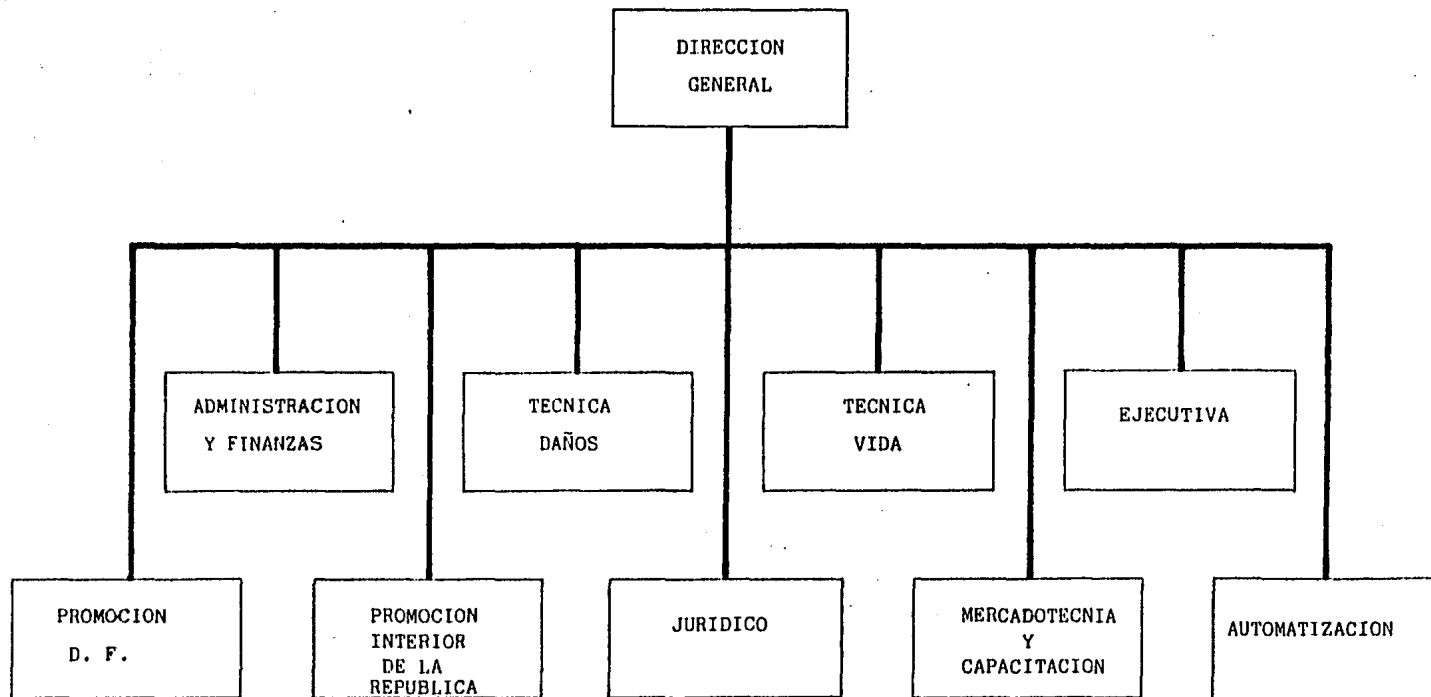 DIRECCION
GENERAL
ADMINISTRACION
Y FINANZAS
TECNICA
DAÑOS
TECNICA
VIDA
EJECUTIVA
PROMOCION
D. F.
PROMOCION
INTERIOR
DE LA
REPUBLICA
JURIDICO
MERCADOTECNIA
Y
CAPACITACION
AUTOMATIZACION